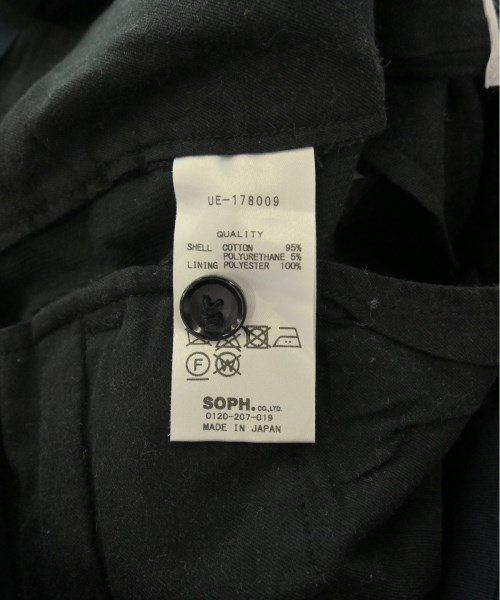 UE-178009
QUALITY
SHELL COTTON 95%
POLYURETHANE 5%
LINING POLYESTER 100%
F W
SOPH. CO.,LTD.
0120-207-019
MADE IN JAPAN